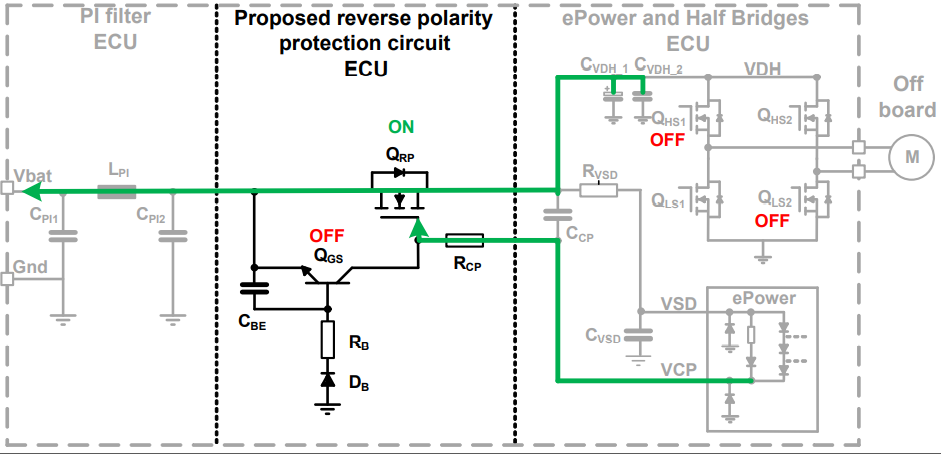 PI filter
ECU
Proposed reverse polarity
protection circuit
ECU
ePower and Half Bridges
ECU
CVDH_1 CVDH_2
VDH
Off
board
QHS1
OFF
QHS2
M
ON
QRP
Vbat
LPI
CPI1
CPI2
RVSD
QLS1
QLS2
OFF
CCP
OFF
QGS
RCP
Gnd
CBE
RB
DB
VSD
ePower
CVSD
VCP
+